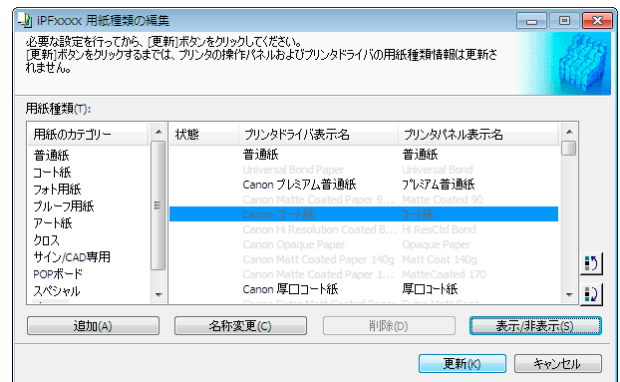 iPFxxxx 用紙種類の編集
必要な設定を行ってから、[更新]ボタンをクリックしてください。
[更新]ボタンをクリックするまでは、プリンタの操作パネルおよびプリンタドライバの用紙種類情報は更新されません。
用紙種類(T):
用紙のカテゴリー
普通紙
コート紙
フォト用紙
プルーフ用紙
アート紙
クロス
サイン/CAD専用
POPボード
スペシャル
状態 プリンタドライバ表示名 プリンタパネル表示名
普通紙 普通紙
Universal Bond Paper Universal Bond
Canon プレミアム普通紙 プレミアム普通紙
Canon Matte Coated Paper 9... Matte Coated 90
Canon コート紙 コート紙
Canon Hi Resolution Coated B... Hi ResCtd Bond
Canon Opaque Paper Opaque Paper
Canon Matt Coated Paper 140g Matt Coat 140g
Canon Matte Coated Paper 1... MatteCoated 170
Canon 厚口コート紙 厚口コート紙
追加(A) 名称変更(C) 削除(D) 表示/非表示(S)
更新(K) キャンセル